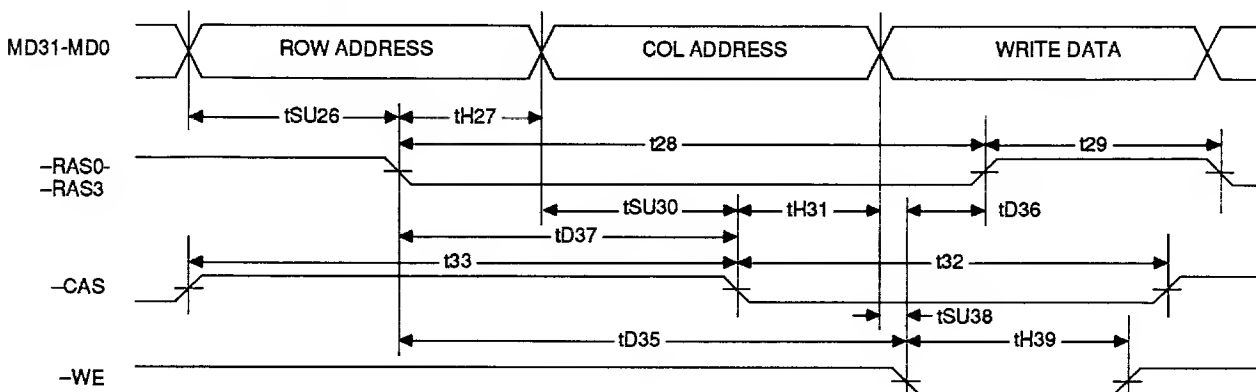 MD31-MD0 ROW ADDRESS COL ADDRESS WRITE DATA
tSU26 tH27
t28 t29
–RAS0-
–RAS3
tSU30 tH31 tD36
tD37
t33 t32
–CAS
tSU38
tD35 tH39
–WE